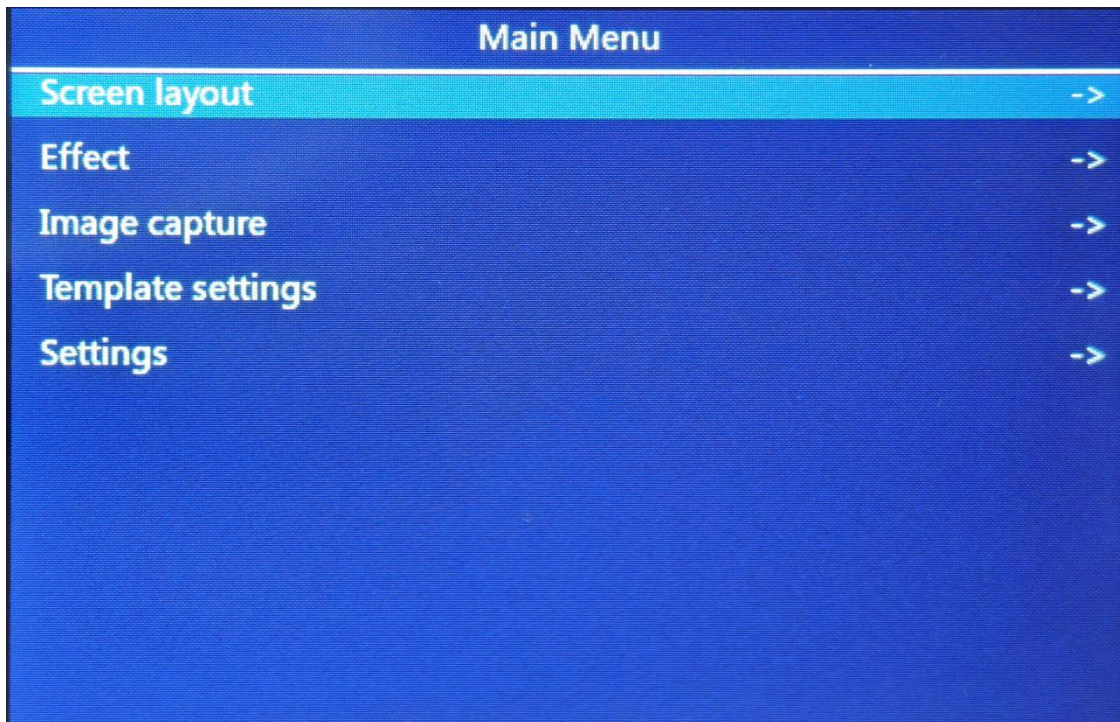 Main Menu
Screen layout ->
Effect ->
Image capture ->
Template settings ->
Settings ->